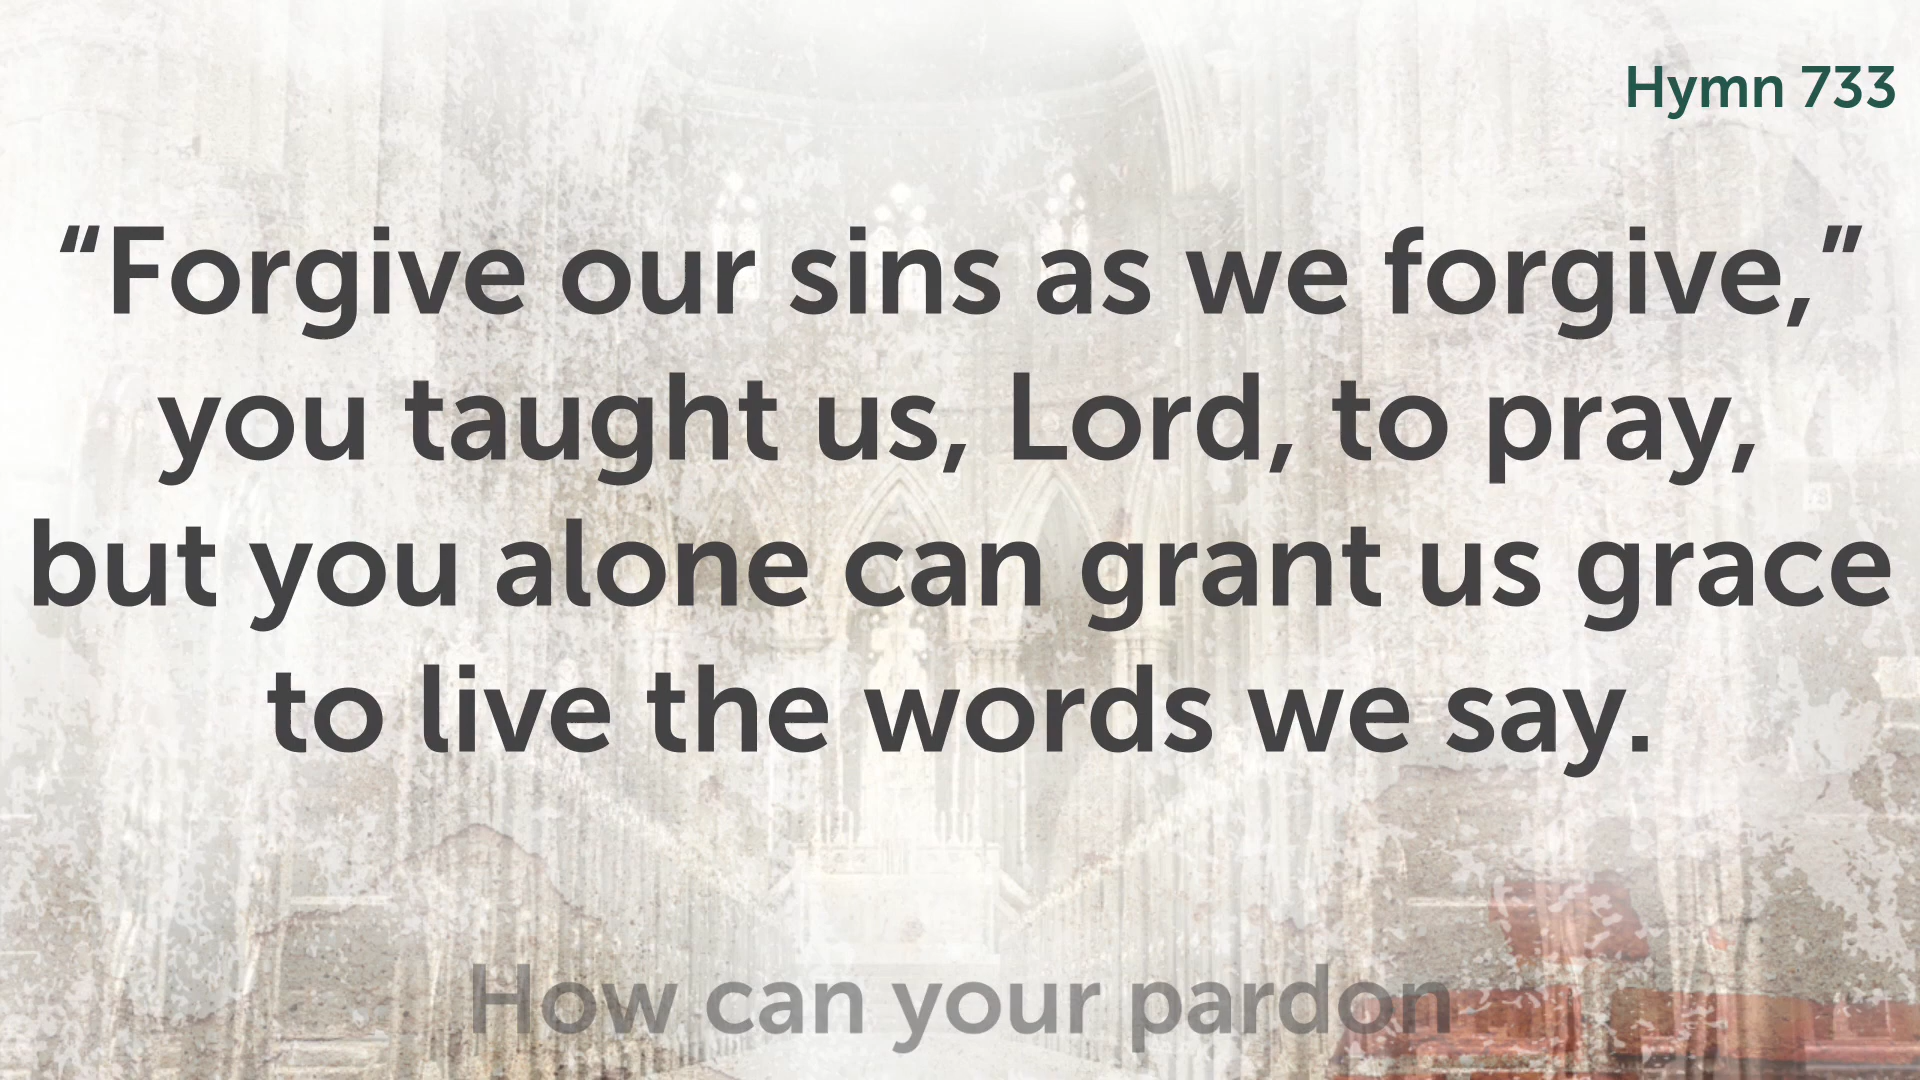 Hymn 733
“Forgive our sins as we forgive,”
you taught us, Lord, to pray,
but you alone can grant us grace
to live the words we say.
How can your pardon